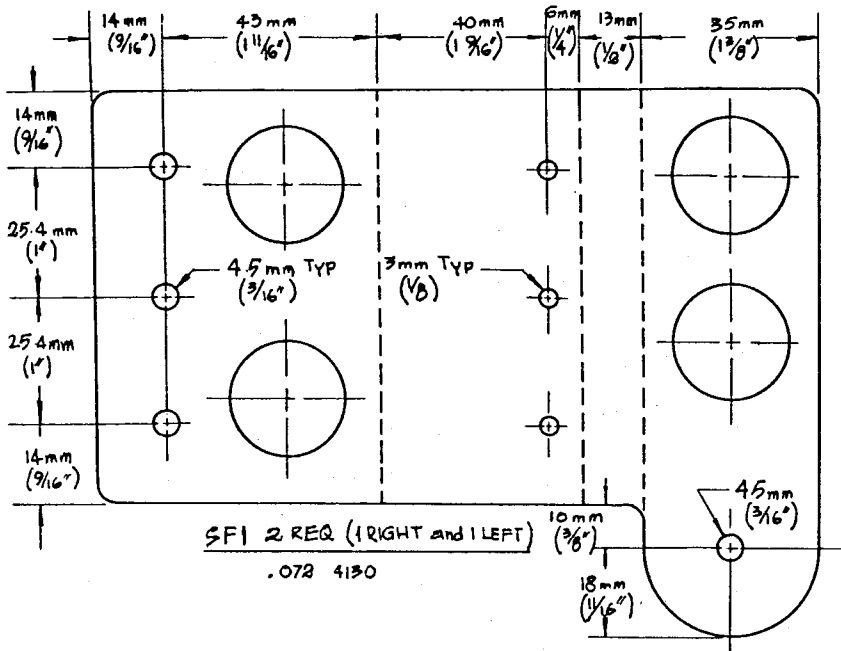 14mm
(9/16")
43mm
(1 11/16")
40mm
(1 9/16")
6mm
(1/4")
13mm
(1/2")
35mm
(1 3/8")
14mm
(9/16")
25.4 mm
(1")
4.5mm TYP
(3/16")
3mm TYP
(1/8)
25.4mm
(1")
14mm
(9/16")
45mm
(3/16")
10mm
(3/8")
SF1 2 REQ (1 RIGHT and 1 LEFT)
.072 4130
18mm
(11/16")